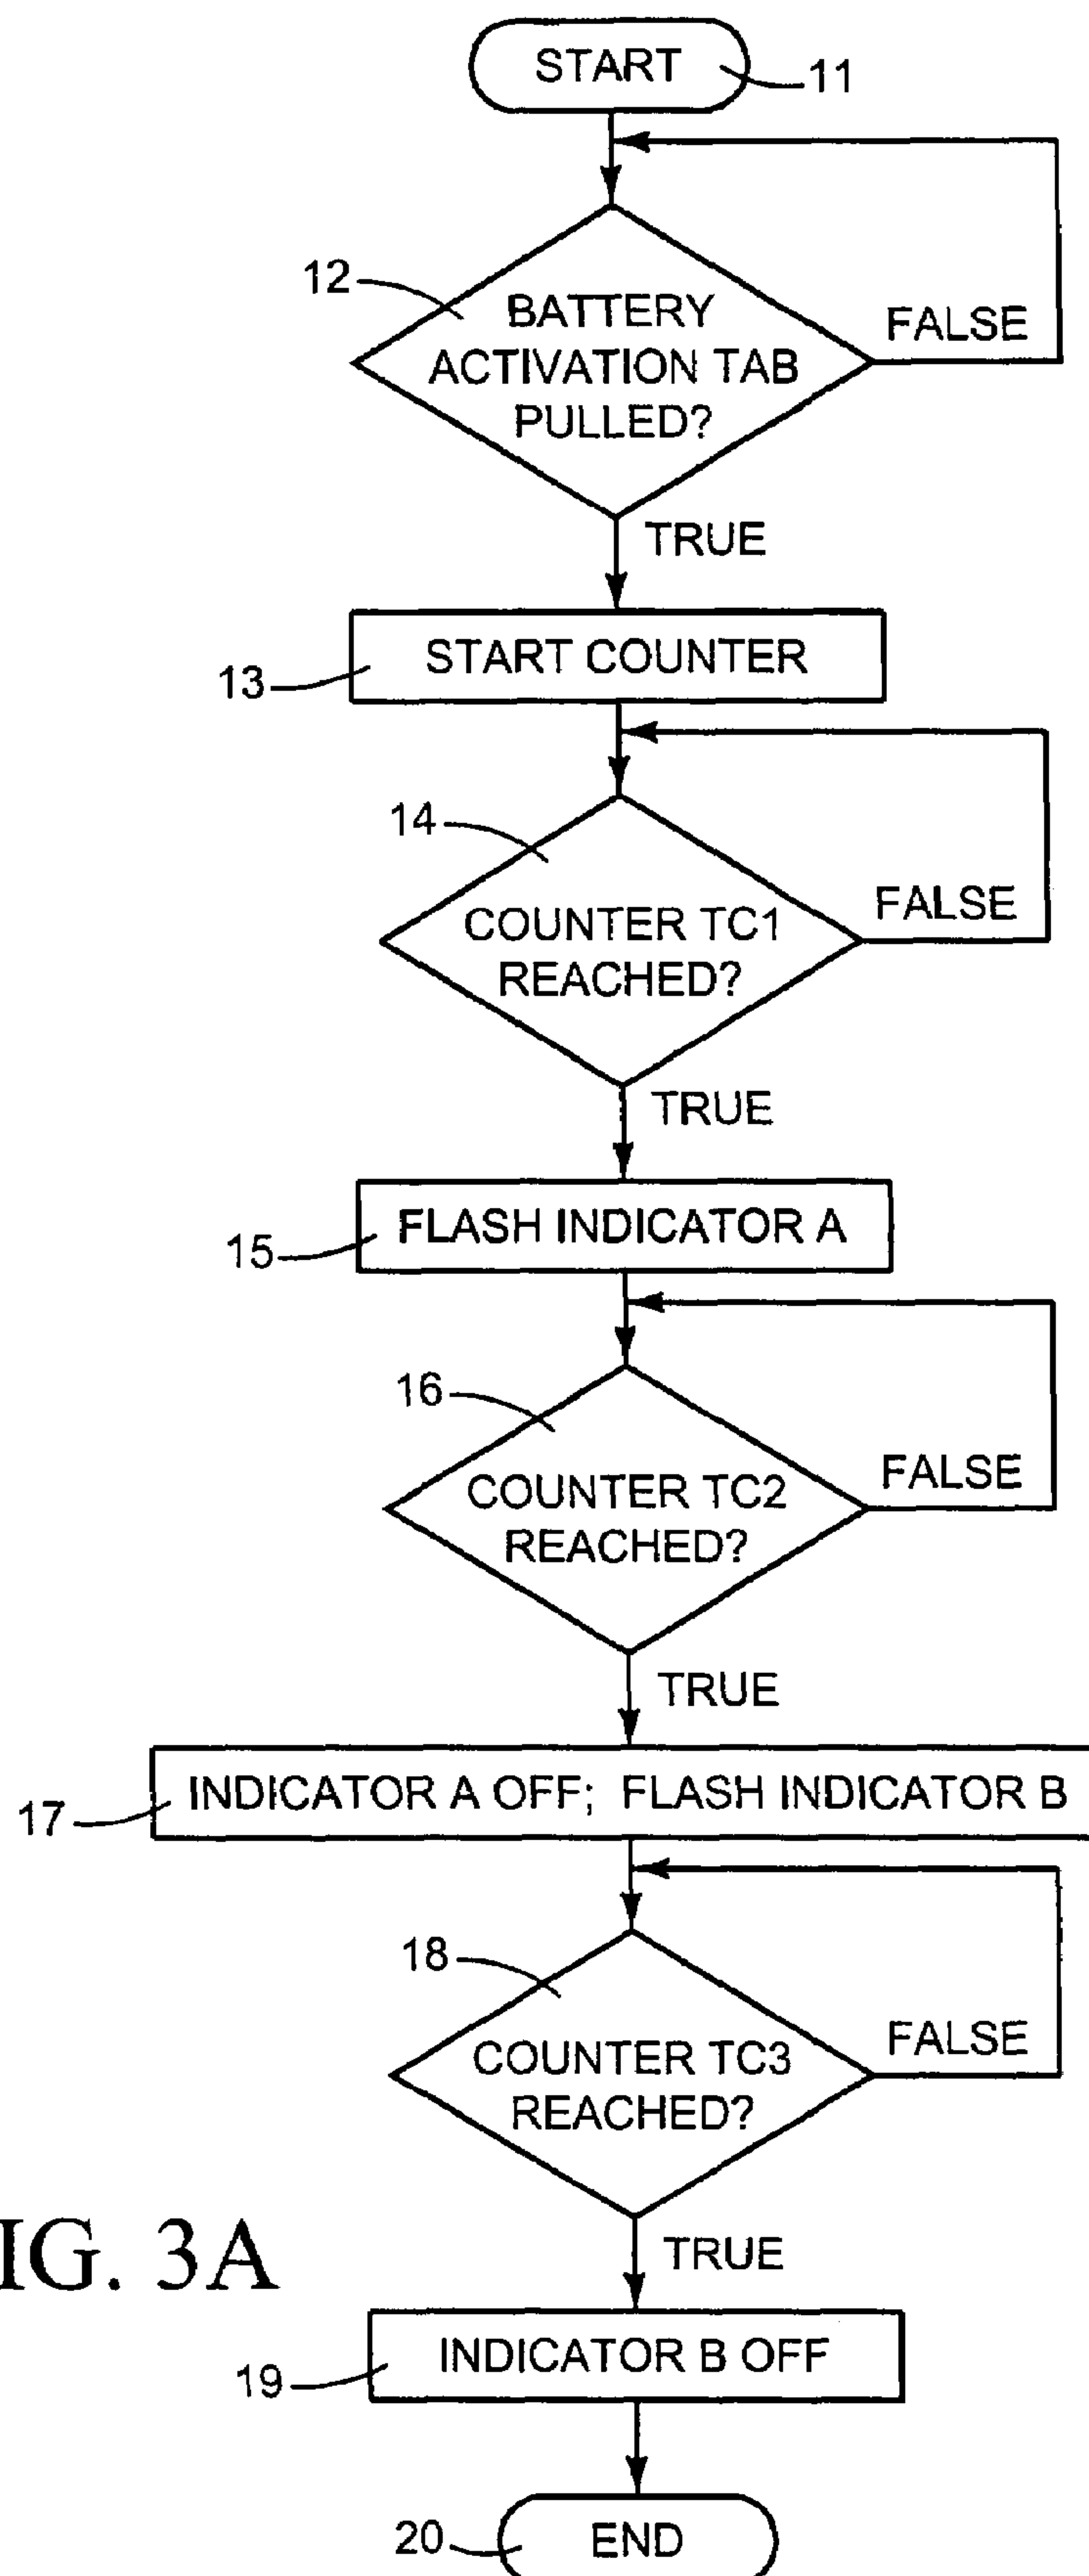 START
11
12
BATTERY
ACTIVATION TAB
PULLED?
FALSE
TRUE
START COUNTER
13
14
COUNTER TC1
REACHED?
FALSE
TRUE
FLASH INDICATOR A
15
16
COUNTER TC2
REACHED?
FALSE
TRUE
INDICATOR A OFF; FLASH INDICATOR B
17
18
COUNTER TC3
REACHED?
FALSE
TRUE
IG. 3A
INDICATOR B OFF
19
20
END